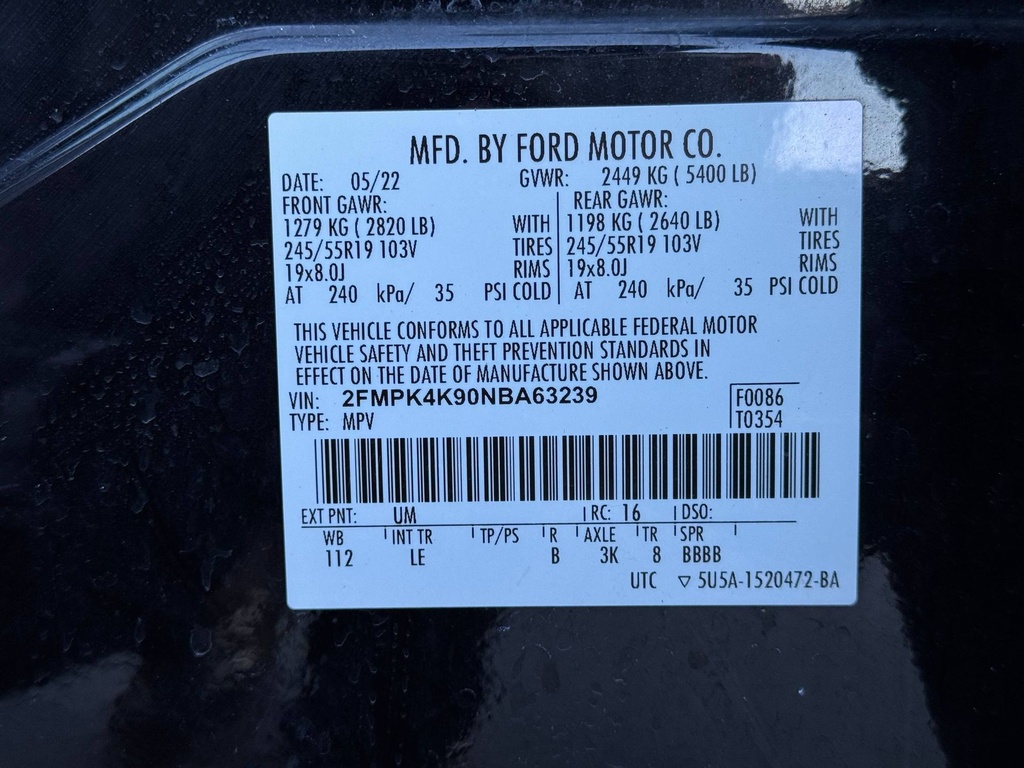 MFD. BY FORD MOTOR CO.
DATE: 05/22 GVWR: 2449 KG ( 5400 LB)
FRONT GAWR: REAR GAWR:
1279 KG ( 2820 LB) WITH 1198 KG ( 2640 LB) WITH
245/55R19 103V TIRES 245/55R19 103V TIRES
19x8.0J RIMS 19x8.0J RIMS
AT 240 kPa/ 35 PSI COLD AT 240 kPa/ 35 PSI COLD
THIS VEHICLE CONFORMS TO ALL APPLICABLE FEDERAL MOTOR
VEHICLE SAFETY AND THEFT PREVENTION STANDARDS IN
EFFECT ON THE DATE OF MANUFACTURE SHOWN ABOVE.
VIN: 2FMPK4K90NBA63239 F0086
TYPE: MPV T0354
EXT PNT: UM RC: 16 DSO:
WB INT TR TP/PS R AXLE TR SPR
112 LE B 3K 8 BBBB
UTC ▽ 5U5A-1520472-BA